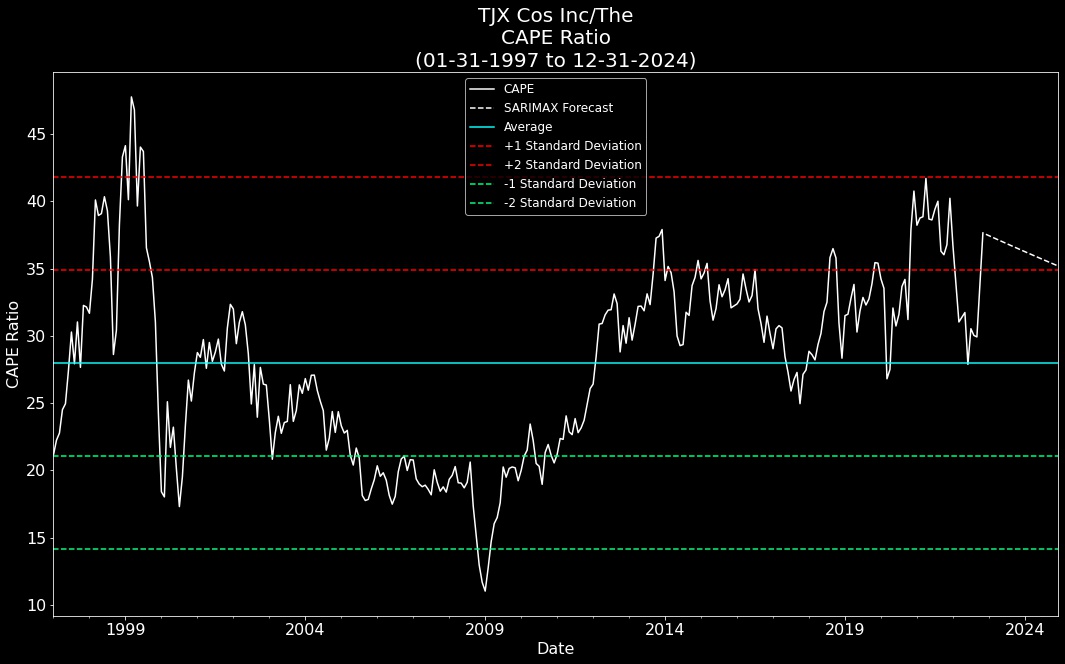 TJX Cos Inc/The
CAPE Ratio
(01-31-1997 to 12-31-2024)
CAPE
SARIMAX Forecast
Average
+1 Standard Deviation
+2 Standard Deviation
-1 Standard Deviation
-2 Standard Deviation
CAPE Ratio
45
40
35
30
25
20
15
10
1999
2004
2009
2014
2019
2024
Date